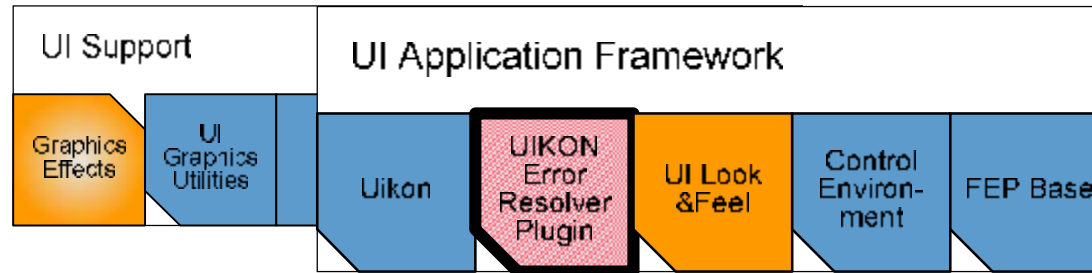 UI Support
UI Application Framework
Graphics
Effects
UI
Graphics
Utilities
Uikon
UIKON
Error
Resolver
Plugin
UI Look
&Feel
Control
Environ-
ment
FEP Base